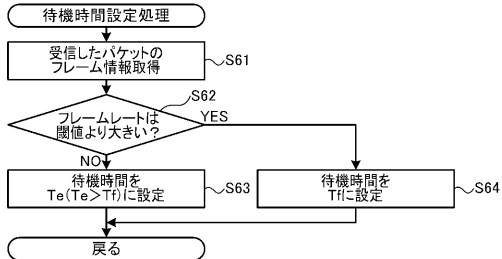 待機時間設定処理
受信したパケットの
フレーム情報取得
S61
S62
フレームレートは
閾値より大きい？
YES
NO
待機時間を
Te(Te>Tf)に設定
S63
待機時間を
Tfに設定
S64
戻る